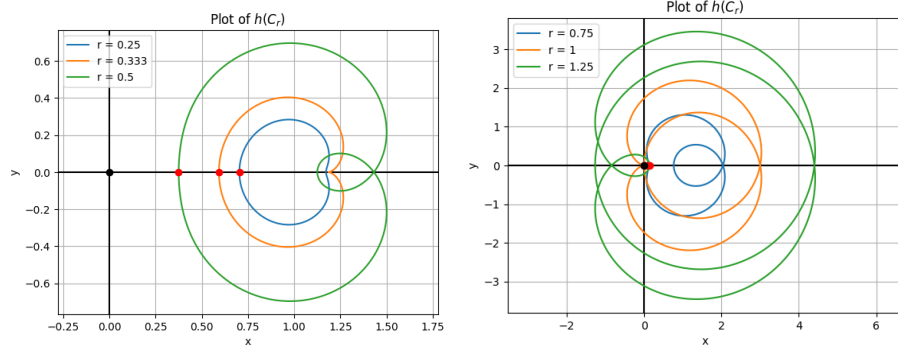 Plot of h(C_r)
r = 0.25
r = 0.333
r = 0.5
0.6
0.4
0.2
0.0
−0.2
−0.4
−0.6
y
−0.25 0.00 0.25 0.50 0.75 1.00 1.25 1.50 1.75
x
Plot of h(C_r)
r = 0.75
r = 1
r = 1.25
3
2
1
0
−1
−2
−3
y
−2 0 2 4 6
x